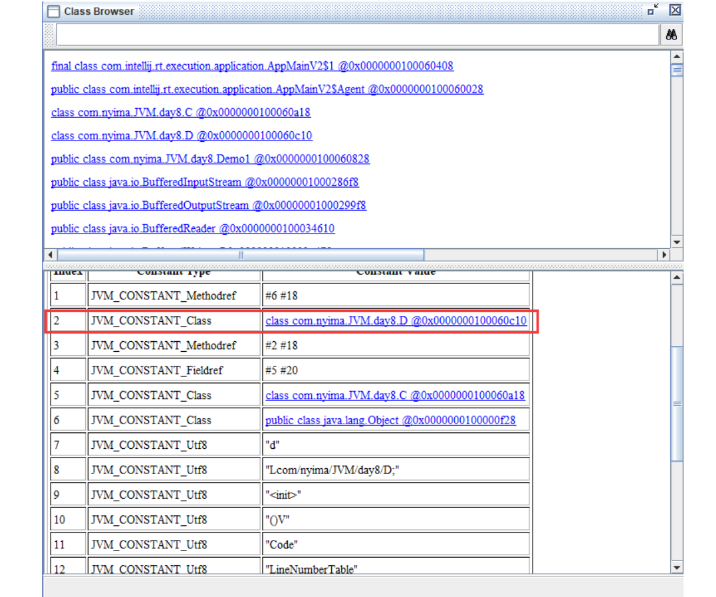 Class Browser
final class com.intellij.rt.execution.application.AppMainV2$1 @0x0000000100060408
public class com.intellij.rt.execution.application.AppMainV2$Agent @0x0000000100060028
class com.nyima.JVM.day8.C @0x0000000100060a18
class com.nyima.JVM.day8.D @0x0000000100060c10
public class com.nyima.JVM.day8.Demo1 @0x0000000100060828
public class java.io.BufferedInputStream @0x00000001000286f8
public class java.io.BufferedOutputStream @0x00000001000299f8
public class java.io.BufferedReader @0x0000000100034610
Index Constant Type Constant Value
1 JVM_CONSTANT_Methodref #6 #18
2 JVM_CONSTANT_Class class com.nyima.JVM.day8.D @0x0000000100060c10
3 JVM_CONSTANT_Methodref #2 #18
4 JVM_CONSTANT_Fieldref #5 #20
5 JVM_CONSTANT_Class class com.nyima.JVM.day8.C @0x0000000100060a18
6 JVM_CONSTANT_Class public class java.lang.Object @0x0000000100000f28
7 JVM_CONSTANT_Utf8 "d"
8 JVM_CONSTANT_Utf8 "Lcom/nyima/JVM/day8/D;"
9 JVM_CONSTANT_Utf8 "<init>"
10 JVM_CONSTANT_Utf8 "()V"
11 JVM_CONSTANT_Utf8 "Code"
12 JVM_CONSTANT_Utf8 "LineNumberTable"